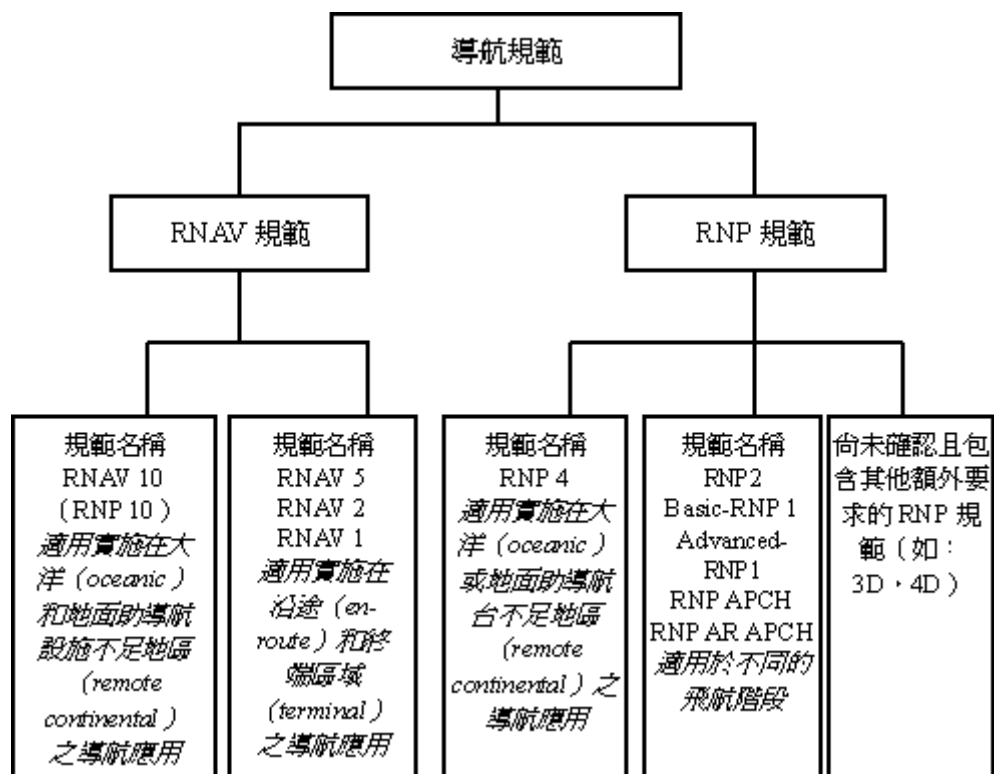 導航規範
RNAV 規範
RNP 規範
規範名稱
RNAV 10
(RNP 10)
適用實施在大
洋 (oceanic)
和地面助導航
設施不足地區
(remote
continental)
之導航應用
規範名稱
RNAV 5
RNAV 2
RNAV 1
適用實施在
沿途 (en-
route) 和終
端區域
(terminal)
之導航應用
規範名稱
RNP 4
適用實施在大
洋 (oceanic)
或地面助導航
台不足地區
(remote
continental) 之
導航應用
規範名稱
RNP2
Basic-RNP 1
Advanced-
RNP1
RNP APCH
RNP AR APCH
適用於不同的
飛航階段
尚未確認且包
含其他額外要
求的 RNP 規
範（如：
3D，4D）